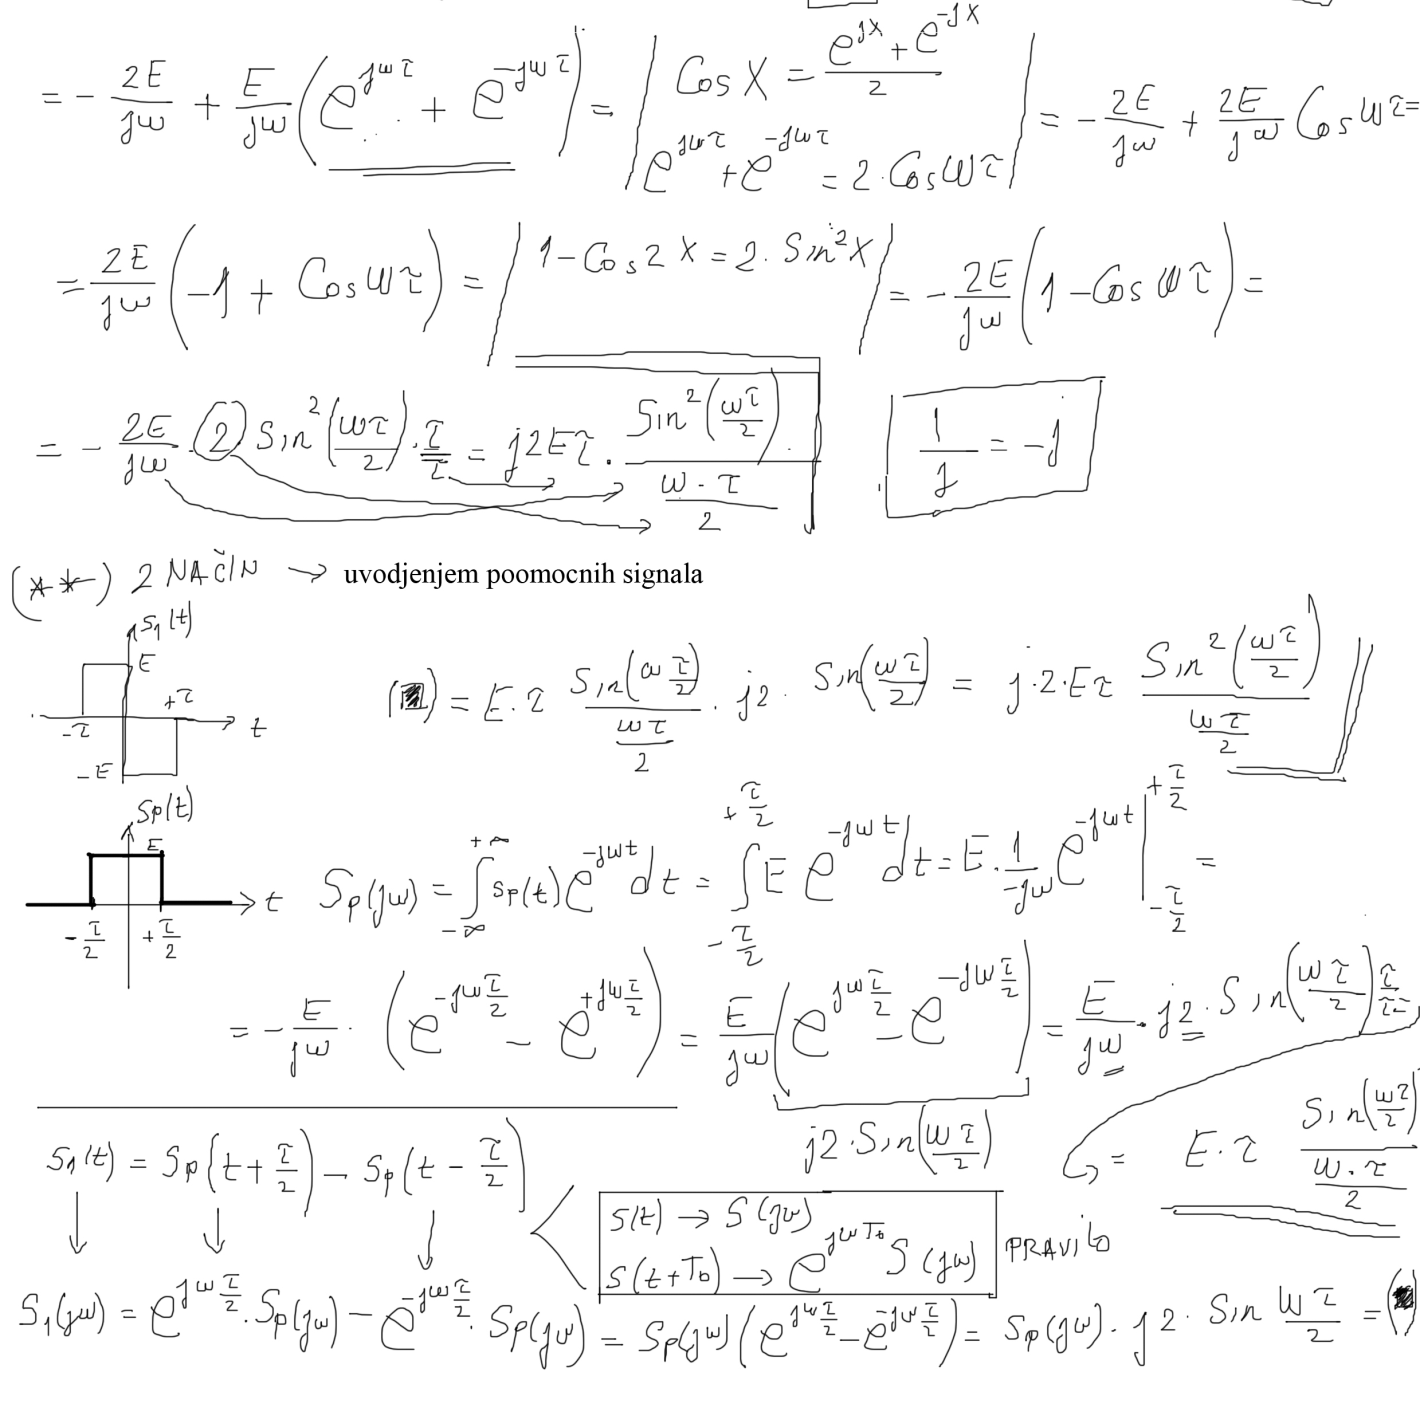 = - 2E/jω + E/jω (e^{jωτ} + e^{-jωτ}) = | Cos X = (e^{jX} + e^{-jX})/2 ; e^{jωτ} + e^{-jωτ} = 2·Cos ωτ | = - 2E/jω + 2E/jω Cos ωτ =
= 2E/jω (-1 + Cos ωτ) = | 1 - Cos 2X = 2·Sin²X | = - 2E/jω (1 - Cos ωτ) =
= - 2E/jω · 2 Sin²(ωτ/2) · τ/τ = j2Eτ · Sin²(ωτ/2) / (ω·τ/2)
1/j = -j
(**) 2 NAČIN → uvodjenjem poomocnih signala
S₁(t)
E
+τ
-τ
t
-E
(■) = E·τ Sin(ωτ/2) / (ωτ/2) · j2 · Sin(ωτ/2) = j·2·Eτ Sin²(ωτ/2) / (ωτ/2)
Sp(t)
E
t
-τ/2
+τ/2
Sp(jω) = ∫_{-∞}^{+∞} Sp(t) e^{-jωt} dt = ∫_{-τ/2}^{+τ/2} E e^{-jωt} dt = E · 1/-jω e^{-jωt} |_{-τ/2}^{+τ/2} =
= - E/jω · (e^{-jωτ/2} - e^{+jωτ/2}) = E/jω (e^{jωτ/2} - e^{-jωτ/2}) = E/jω · j2 · Sin(ωτ/2) τ/τ =
j2·Sin(ωτ/2)
= E·τ Sin(ωτ/2) / (ω·τ/2)
S₁(t) = Sp(t + τ/2) - Sp(t - τ/2)
S(t) → S(jω)
S(t+T₀) → e^{jωT₀} S(jω)
PRAVILO
S₁(jω) = e^{jωτ/2} · Sp(jω) - e^{-jωτ/2} · Sp(jω) = Sp(jω) (e^{jωτ/2} - e^{-jωτ/2}) = Sp(jω) · j2 · Sin ωτ/2 = (■)